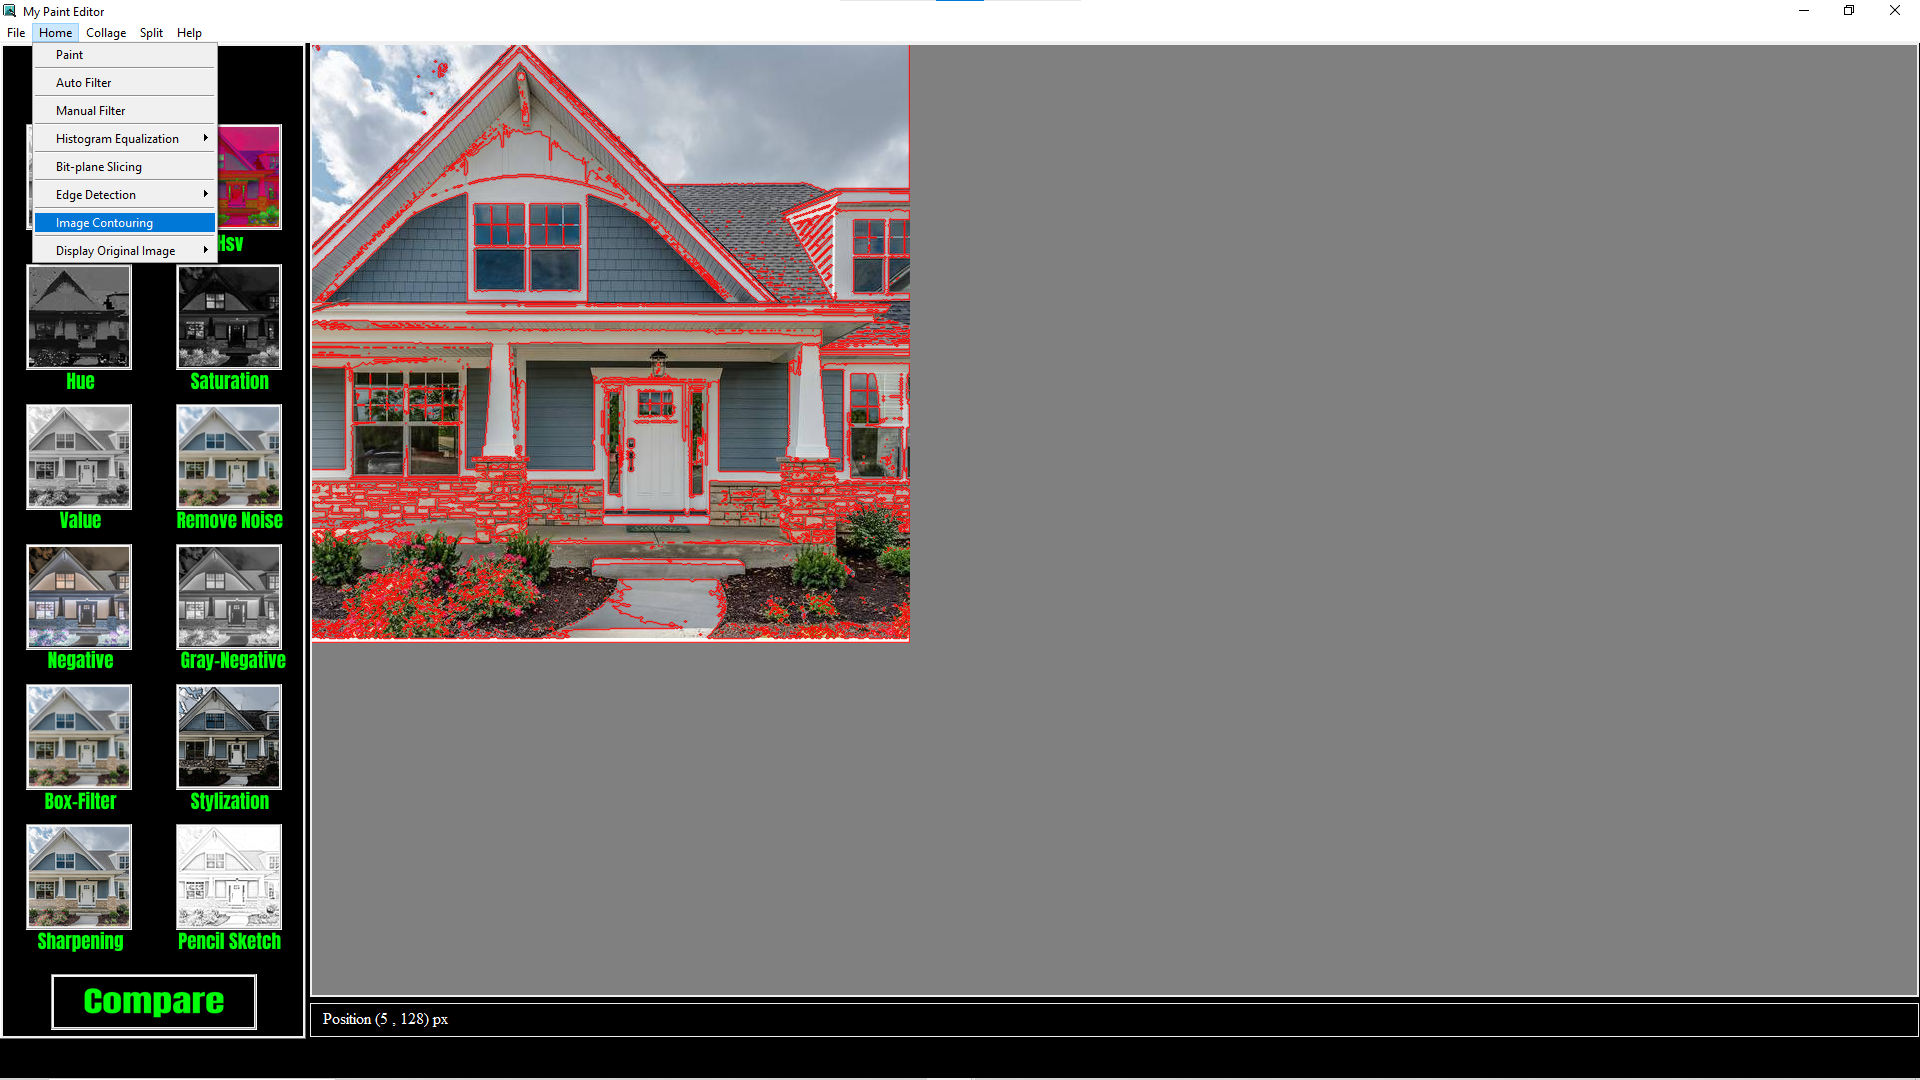 My Paint Editor
File Home Collage Split Help
Paint
Auto Filter
Manual Filter
Histogram Equalization
Bit-plane Slicing
Edge Detection
Image Contouring
Display Original Image
Hsv
Hue Saturation
Value Remove Noise
Negative Gray-Negative
Box-Filter Stylization
Sharpening Pencil Sketch
Compare
Position (5 , 128) px